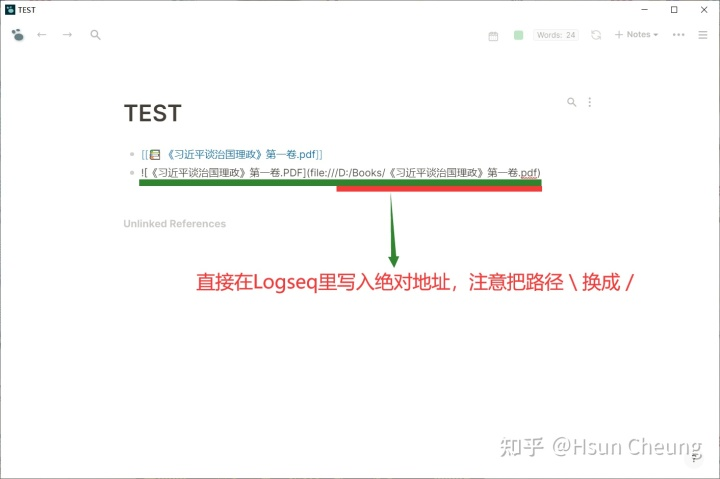 TEST
Words: 24
+ Notes
TEST
[[📔 《习近平谈治国理政》第一卷.pdf]]
![《习近平谈治国理政》第一卷.PDF](file:///D:/Books/《习近平谈治国理政》第一卷.pdf)
Unlinked References
直接在Logseq里写入绝对地址，注意把路径 \ 换成 /
知乎 @Hsun Cheung
?